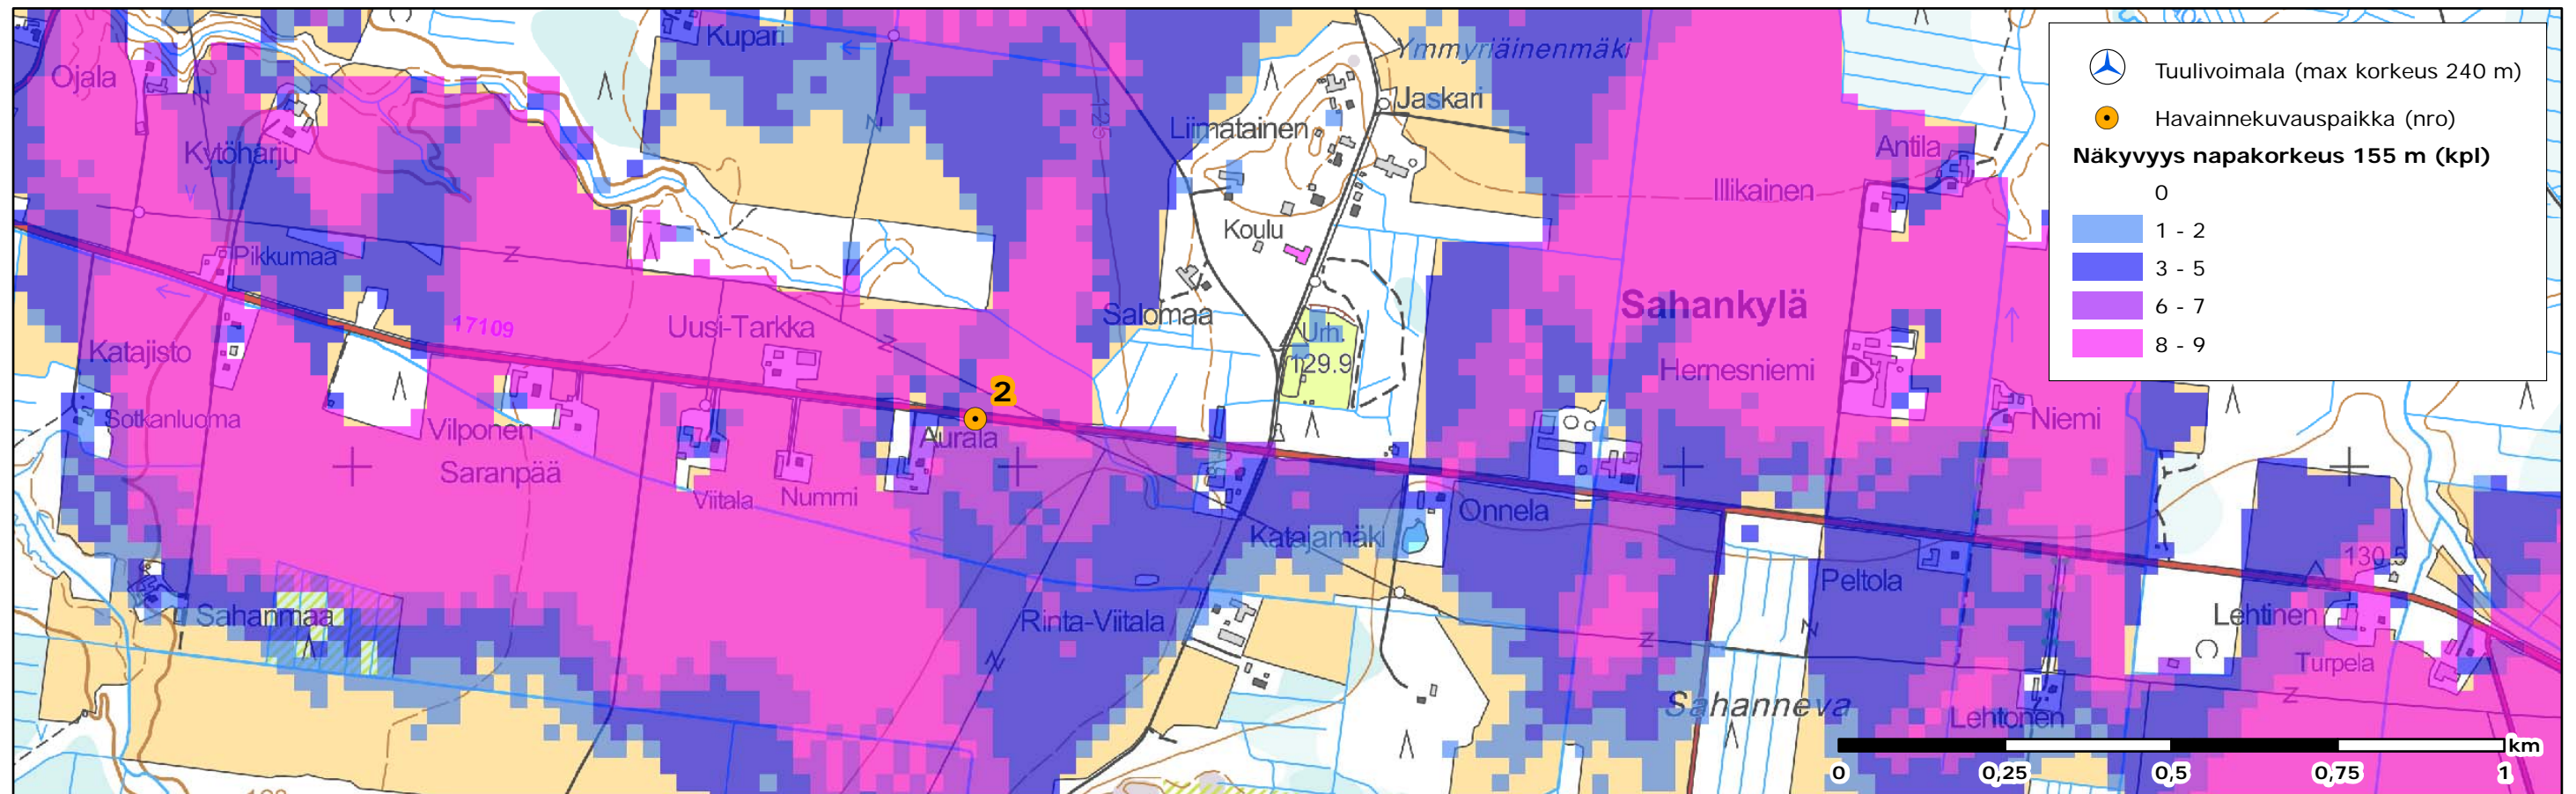 Kupari
Ymmyriäinenmäki
Ojala
Jaskari
125
Liimatainen
Kytöharju
Antila
Illikainen
Koulu
Pikkumaa
Salomaa
Sahankylä
17109
Uusi-Tarkka
Urh.
129.9
Katajisto
Hernesniemi
2
Sotkanluoma
Vilponen
Aurala
Niemi
Saranpää
Viitala
Nummi
Onnela
Katajamäki
130.5
Peltola
Sahanmaa
Rinta-Viitala
Lehtinen
Turpela
Sahanneva
Lehtonen
Tuulivoimala (max korkeus 240 m)
Havainnekuvauspaikka (nro)
Näkyvyys napakorkeus 155 m (kpl)
0
1 - 2
3 - 5
6 - 7
8 - 9
km
0 0,25 0,5 0,75 1